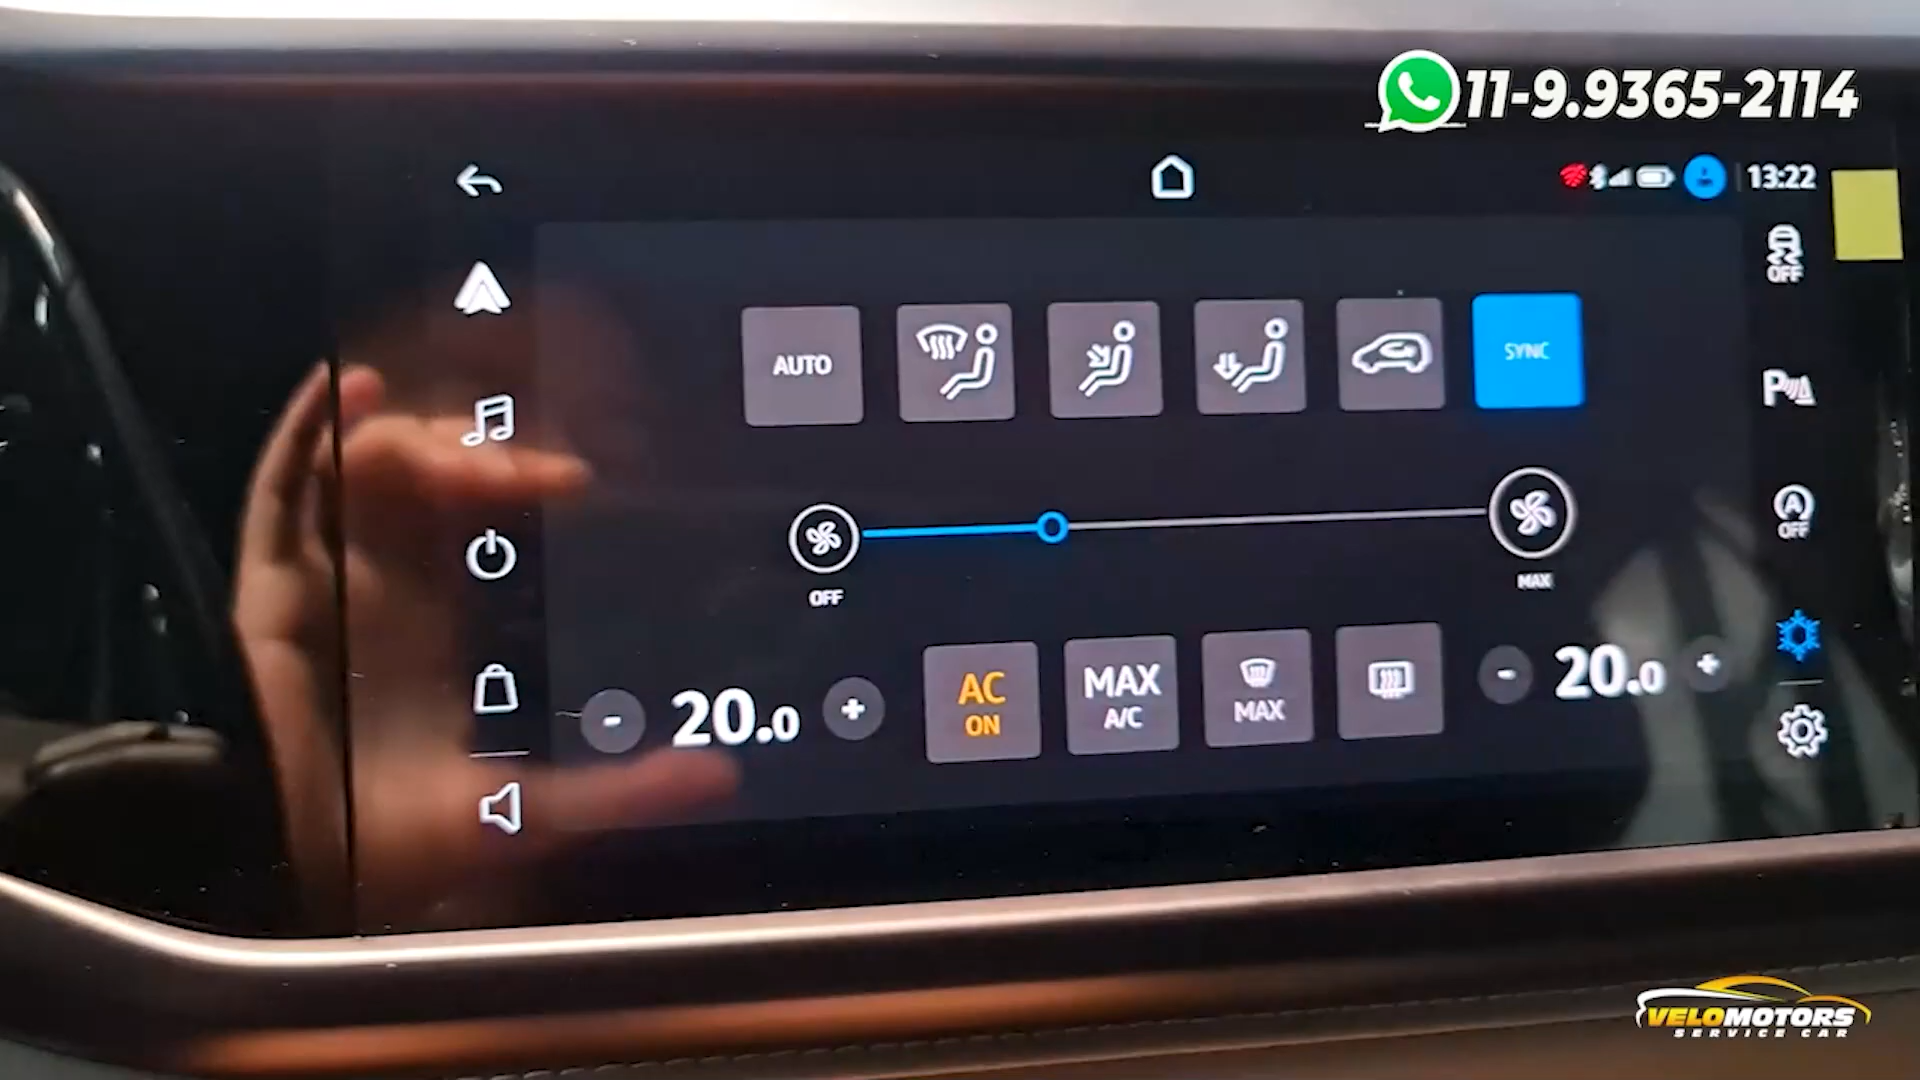 11-9.9365-2114
13:22
OFF
AUTO
SYNC
P
A
OFF
OFF
MAX
20.0
AC
ON
MAX
A/C
MAX
20.0
VELOMOTORS
SERVICE CAR